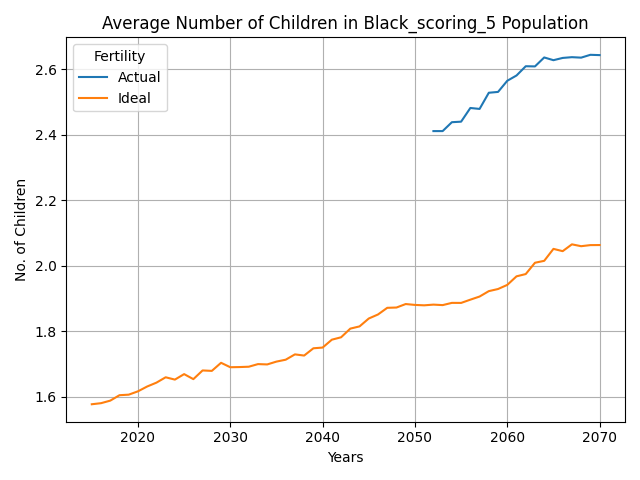 Average Number of Children in Black_scoring_5 Population
Fertility
Actual
Ideal
No. of Children
2.6
2.4
2.2
2.0
1.8
1.6
2020 2030 2040 2050 2060 2070
Years